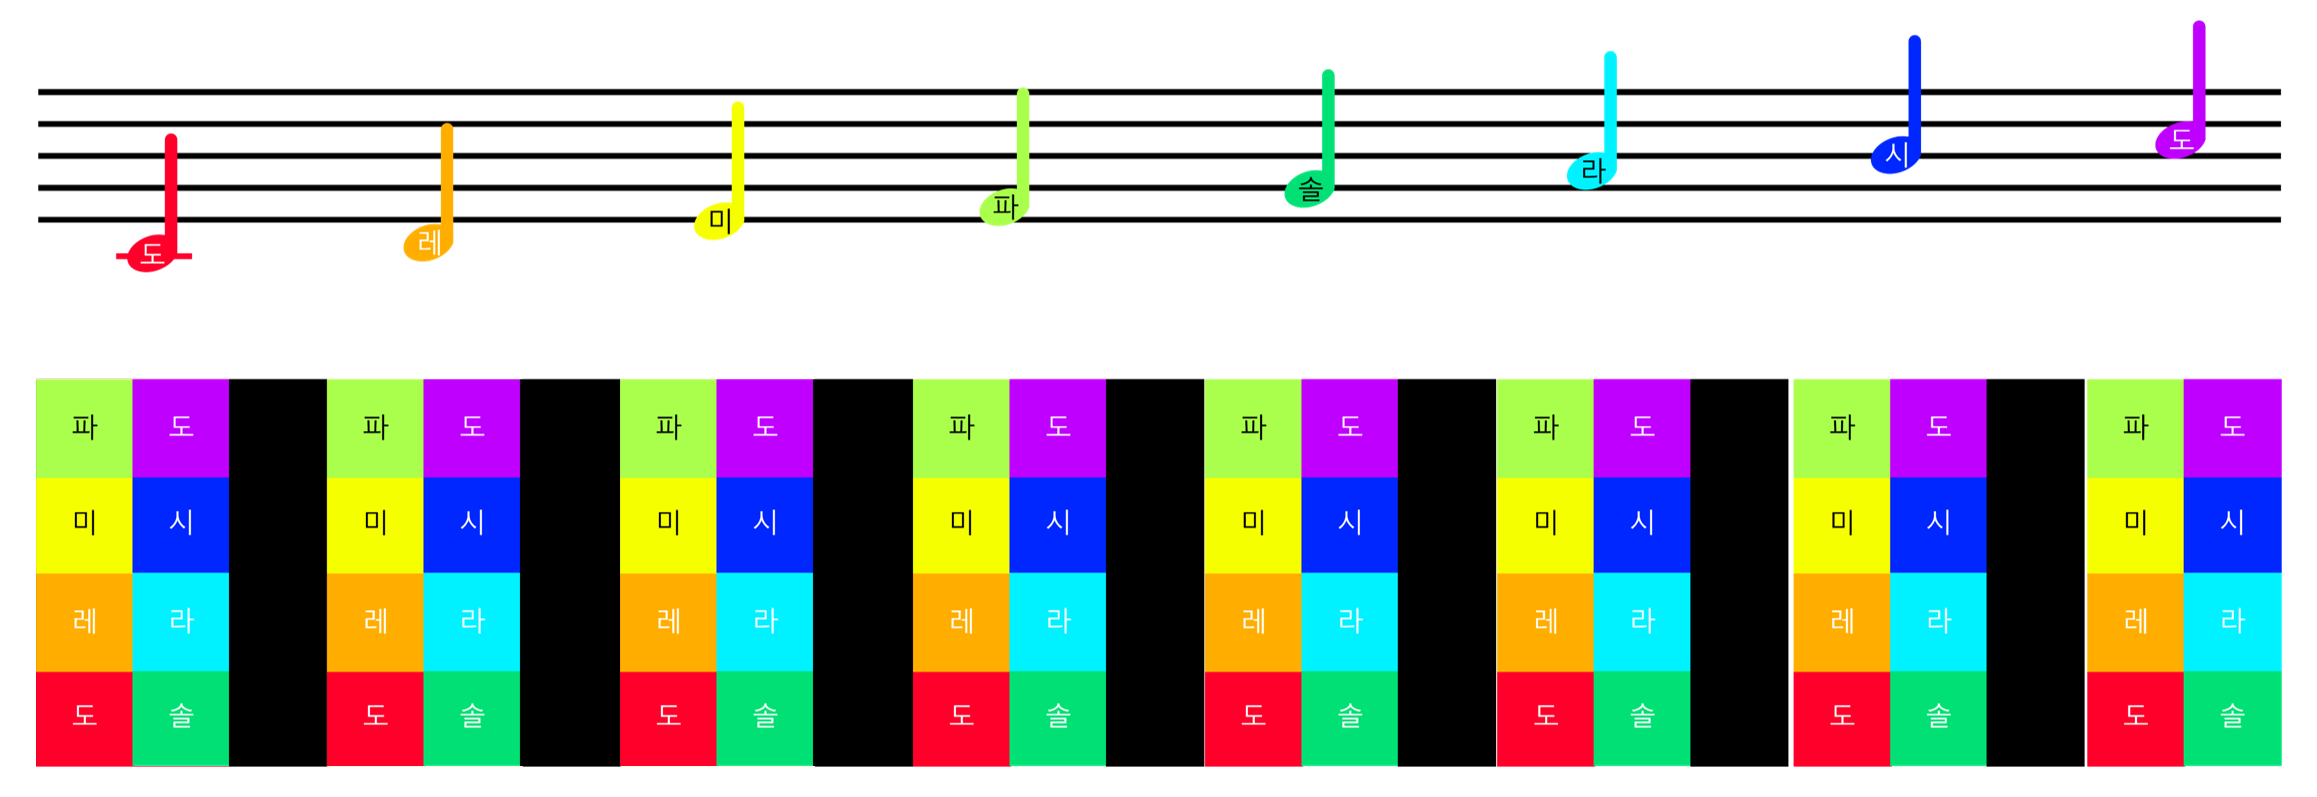 도 레 미 파 솔 라 시 도
파 도 파 도 파 도 파 도 파 도 파 도 파 도 파 도
미 시 미 시 미 시 미 시 미 시 미 시 미 시 미 시
레 라 레 라 레 라 레 라 레 라 레 라 레 라 레 라
도 솔 도 솔 도 솔 도 솔 도 솔 도 솔 도 솔 도 솔